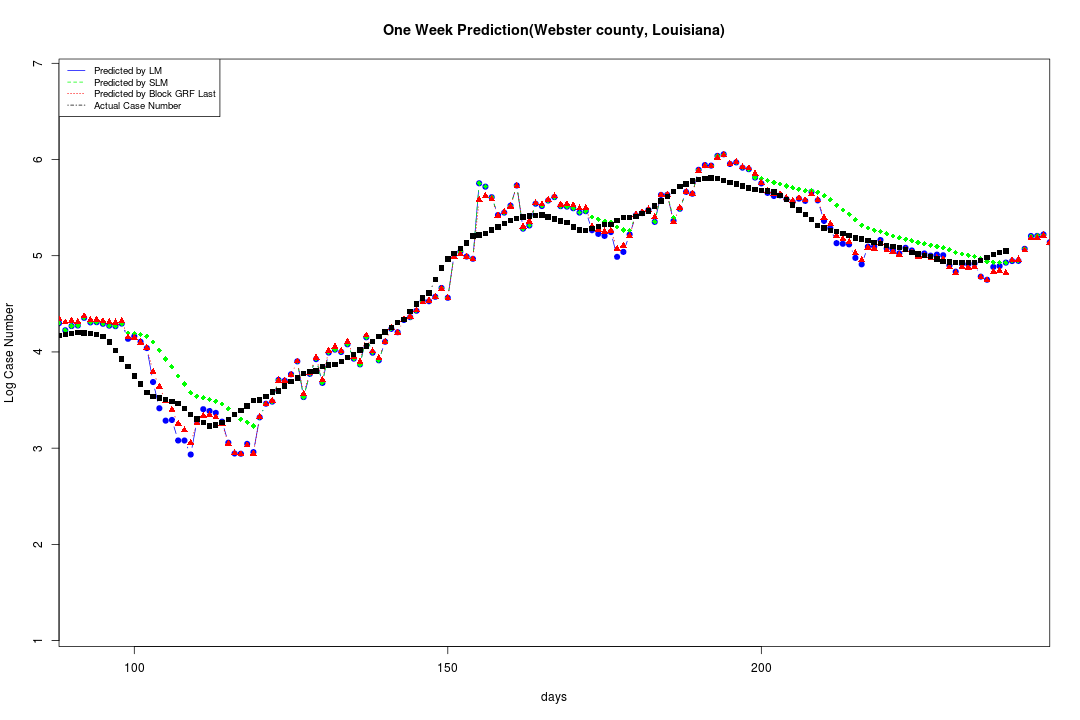 One Week Prediction(Webster county, Louisiana)
Predicted by LM
Predicted by SLM
Predicted by Block GRF Last
Actual Case Number
Log Case Number
7
6
5
4
3
2
1
100
150
200
days